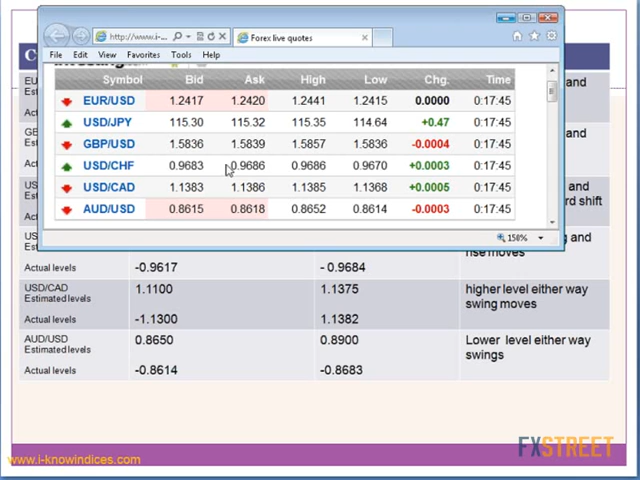 http://www.i-...
Forex live quotes
File Edit View Favorites Tools Help
Symbol Bid Ask High Low Chg. Time
EUR/USD 1.2417 1.2420 1.2441 1.2415 0.0000 0:17:45
USD/JPY 115.30 115.32 115.35 114.64 +0.47 0:17:45
GBP/USD 1.5836 1.5839 1.5857 1.5836 -0.0004 0:17:45
USD/CHF 0.9683 0.9686 0.9686 0.9670 +0.0003 0:17:45
USD/CAD 1.1383 1.1386 1.1385 1.1368 +0.0005 0:17:45
AUD/USD 0.8615 0.8618 0.8652 0.8614 -0.0003 0:17:45
150%
and
and
rd shift
and
rise moves
Actual levels -0.9617 - 0.9684
USD/CAD 1.1100 1.1375 higher level either way
Estimated levels swing moves
Actual levels -1.1300 1.1382
AUD/USD 0.8650 0.8900 Lower level either way
Estimated levels swings
Actual levels -0.8614 -0.8683
FXSTREET
www.i-knowindices.com